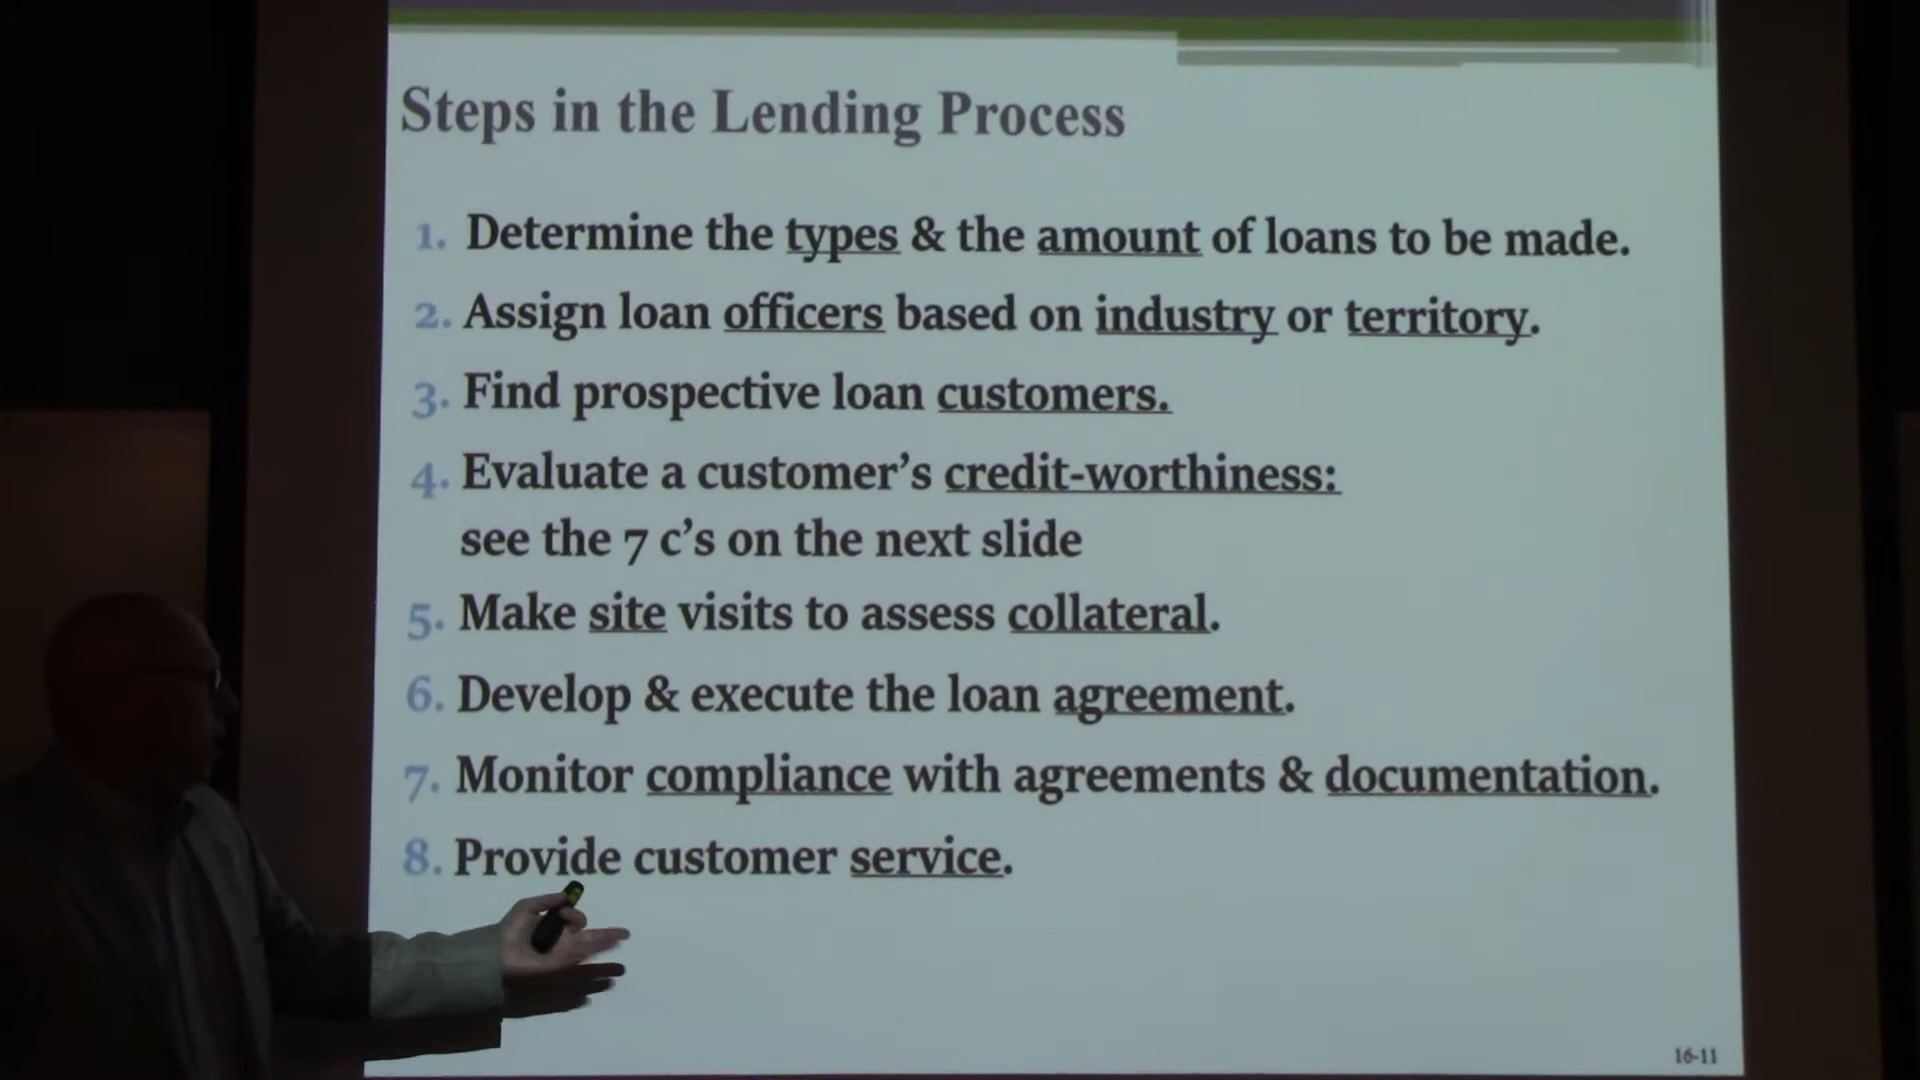 Steps in the Lending Process
1. Determine the types & the amount of loans to be made.
2. Assign loan officers based on industry or territory.
3. Find prospective loan customers.
4. Evaluate a customer’s credit-worthiness:
see the 7 c’s on the next slide
5. Make site visits to assess collateral.
6. Develop & execute the loan agreement.
7. Monitor compliance with agreements & documentation.
8. Provide customer service.
16-11